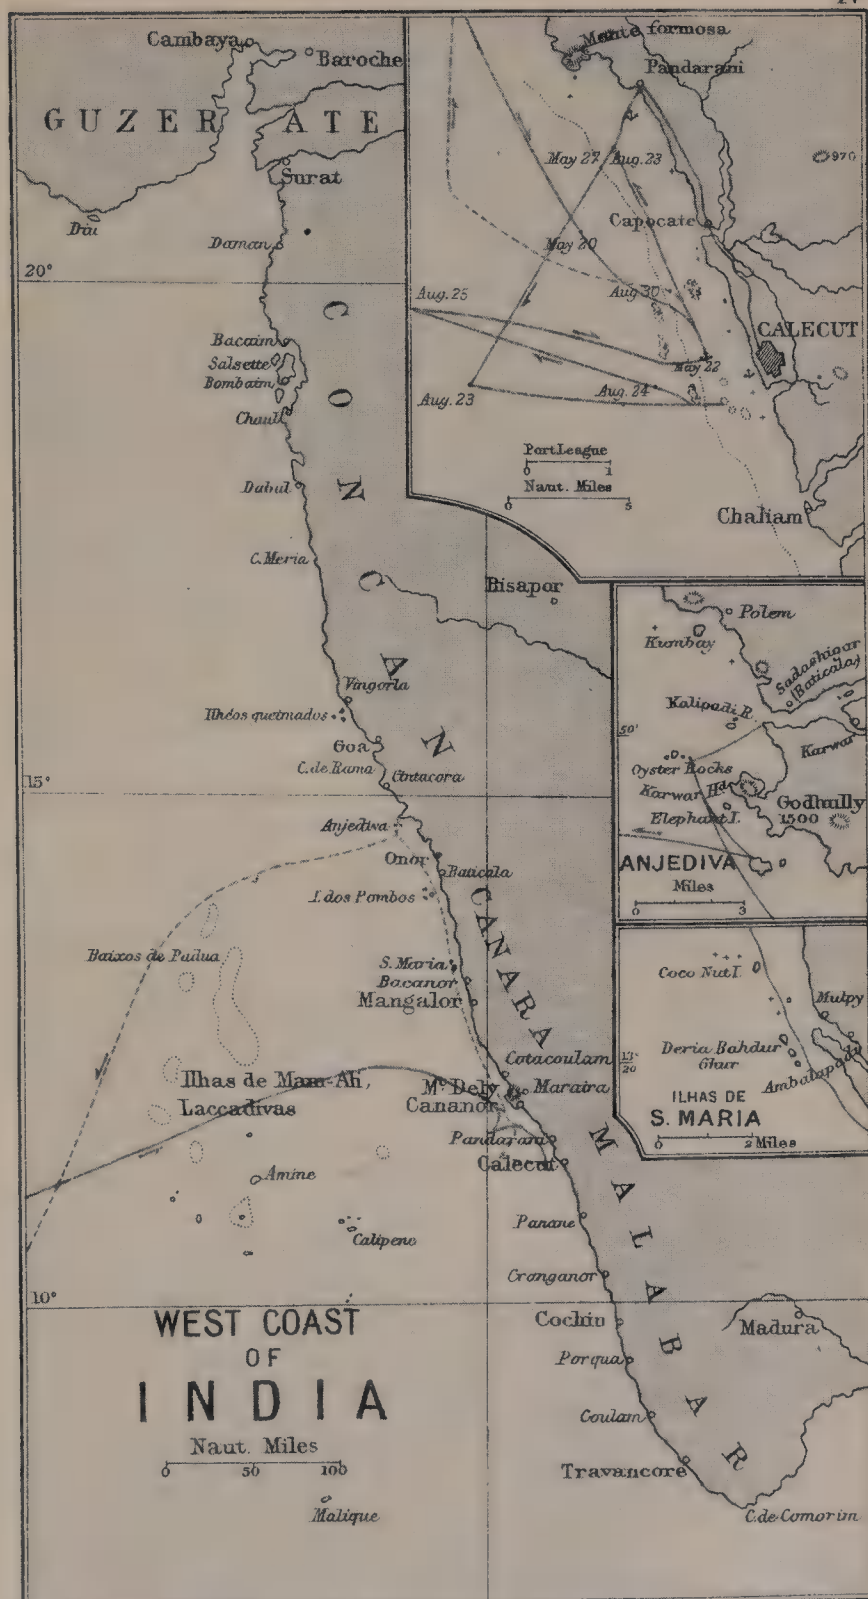 Cambaya
Baroche
GUZERATE
Surat
Diu
Daman
20°
Bacaim
Salsette
Bombaim
Chaul
Dabul
C. Meria
CONCAN
Bisapor
Vingorla
Ilhéos queimados
Goa
C. de Rama
Cintacora
15°
Anjediva
Onor
Baticala
I. dos Pombos
CANARA
Baixos de Padua
S. Maria
Bacanor
Mangalor
Cotacoulam
Ilhas de Mam-Ali,
Laccadivas
Mº Dely
Maraira
Cananor
Pandarani
Calecut
MALABAR
Amine
Calipene
Panane
Cranganor
10°
Cochin
Madura
Porqua
Coulam
Travancore
C. de Comorim
WEST COAST
OF
INDIA
Naut. Miles
0 50 100
Malique
Monte formosa
Pandarani
970
May 27
Aug. 23
Capocate
May 20
Aug. 25
Aug. 30
CALECUT
May 22
Aug. 23
Aug. 24
Port League
0 1
Naut. Miles
0 5
Chaliam
Polem
Kumbay
Sadashigar
(Baticala)
Kalipadi R.
50'
Karwar
Oyster Rocks
Karwar Hd.
Godhully
1500
Elephant I.
ANJEDIVA
Miles
0 3
Coco Nut I.
Mulpy
Deria Bahdur
Ghur
13°
20
Ambalapady
ILHAS DE
S. MARIA
0 2 Miles